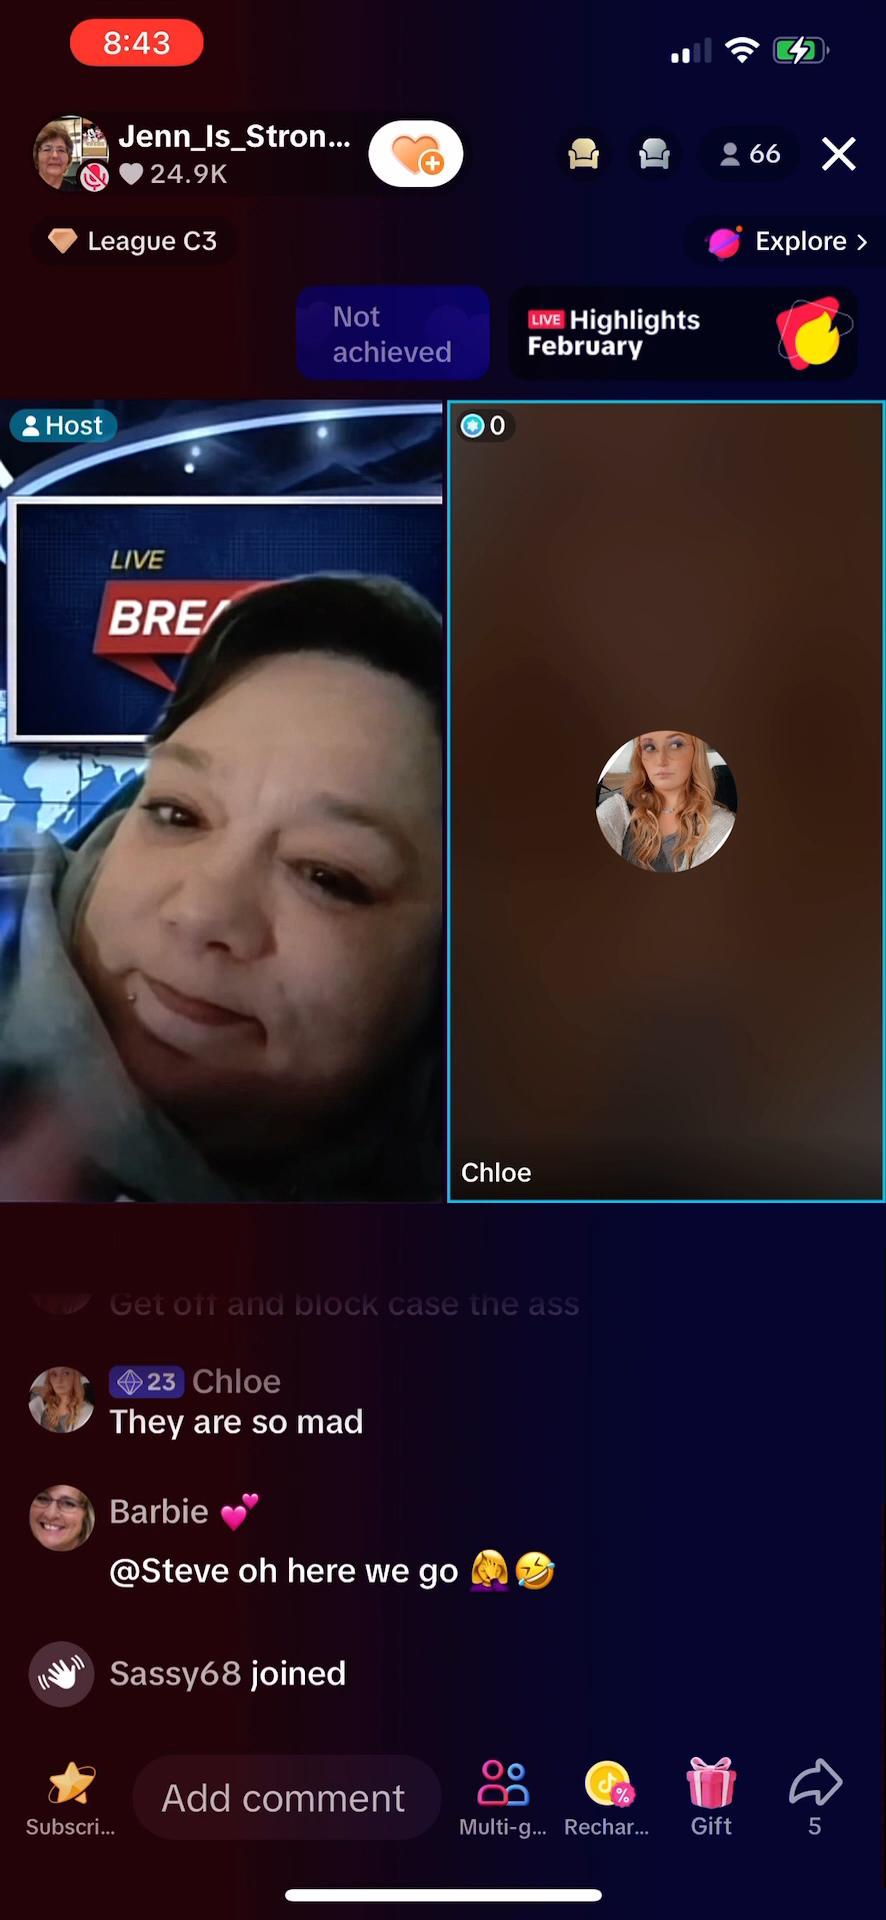 8:43
Jenn_Is_Stron...
24.9K
66
League C3
Explore >
Not
achieved
LIVE Highlights
February
Host
0
LIVE
BREA
Chloe
Get off and block case the ass
23 Chloe
They are so mad
Barbie 💕
@Steve oh here we go 🤦‍♀️🤣
Sassy68 joined
Add comment
Subscri...
Multi-g...
Rechar...
Gift
5